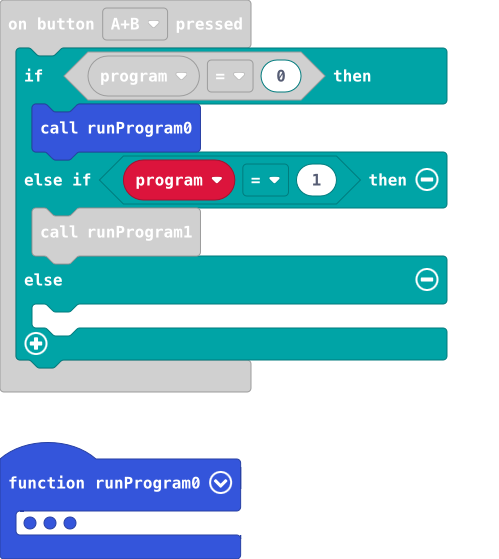 on button A+B pressed
if program = 0 then
call runProgram0
else if program = 1 then
call runProgram1
else
function runProgram0